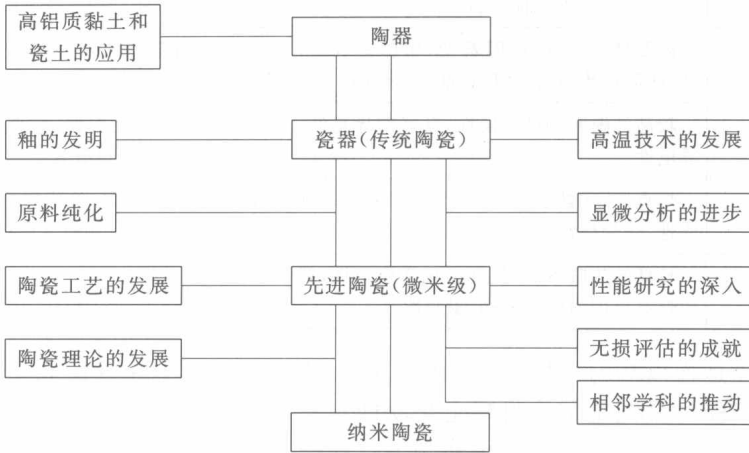 高铝质黏土和
瓷土的应用
陶器
釉的发明
瓷器(传统陶瓷)
高温技术的发展
原料纯化
显微分析的进步
陶瓷工艺的发展
先进陶瓷(微米级)
性能研究的深入
陶瓷理论的发展
无损评估的成就
相邻学科的推动
纳米陶瓷